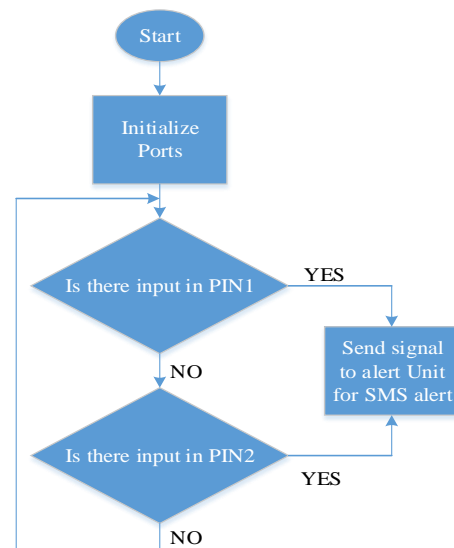 Start
Initialize
Ports
Is there input in PIN1
YES
Send signal
to alert Unit
for SMS alert
NO
Is there input in PIN2
YES
NO